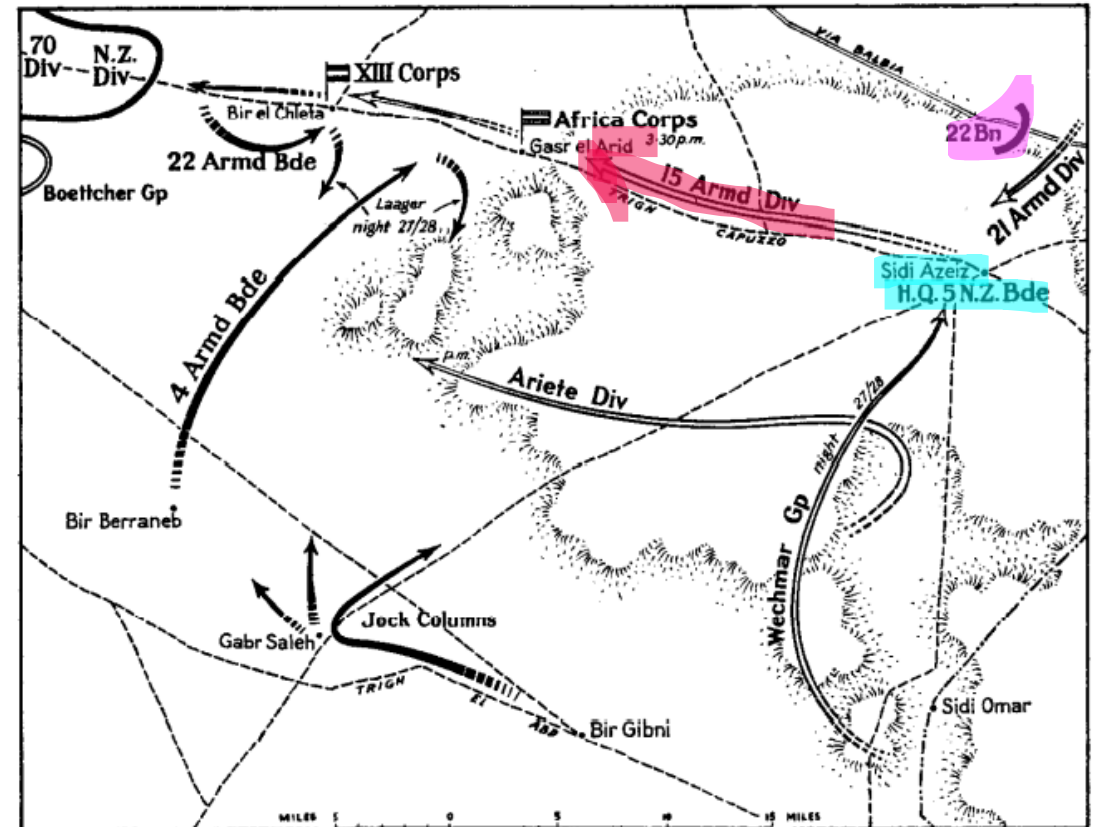 70
Div
N.Z.
Div
XIII Corps
VIA BALBIA
Bir el Chleta
Africa Corps
22 Bn
Gasr el Arid 3·30 p.m.
22 Armd Bde
15 Armd Div
21 Armd Div
Boettcher Gp
Laager
night 27/28
TRIGH
CAPUZZO
Sidi Azeiz
H.Q. 5 N.Z. Bde
4 Armd Bde
p.m.
Ariete Div
night 27/28
Bir Berraneb
Wechmar Gp
Jock Columns
Gabr Saleh
TRIGH
EL
ABD
Bir Gibni
Sidi Omar
MILES 5 0 5 10 15 MILES